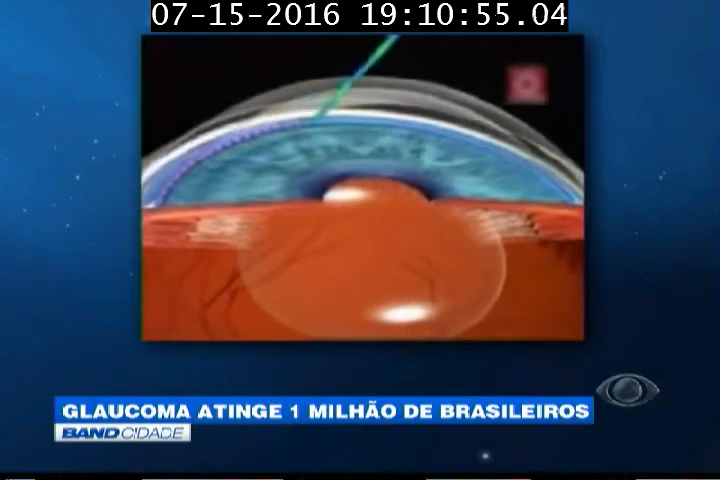 07-15-2016 19:10:55.04
GLAUCOMA ATINGE 1 MILHÃO DE BRASILEIROS
BAND CIDADE